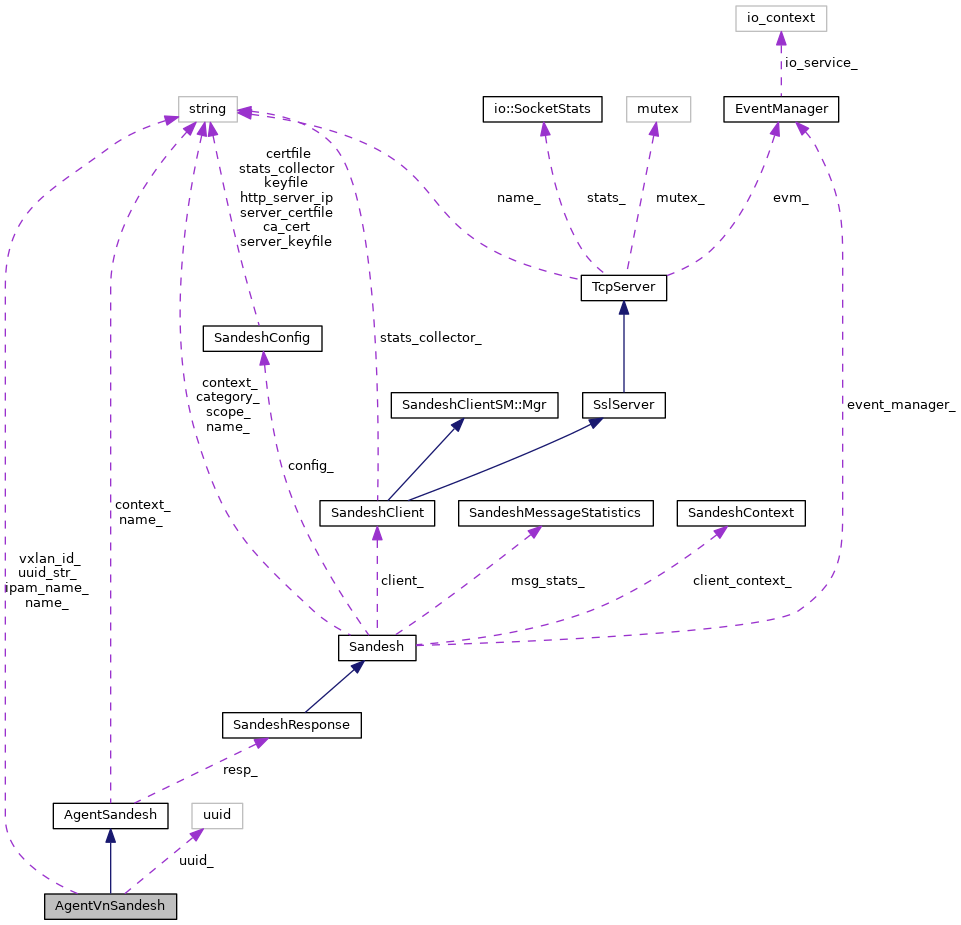 io_context
io_service_
string
io::SocketStats
mutex
EventManager
certfile
stats_collector
keyfile
http_server_ip
server_certfile
ca_cert
server_keyfile
name_
stats_
mutex_
evm_
TcpServer
SandeshConfig
stats_collector_
context_
category_
scope_
name_
SandeshClientSM::Mgr
SslServer
event_manager_
config_
SandeshClient
SandeshMessageStatistics
SandeshContext
context_
name_
vxlan_id_
uuid_str_
ipam_name_
name_
client_
msg_stats_
client_context_
Sandesh
SandeshResponse
resp_
AgentSandesh
uuid
uuid_
AgentVnSandesh